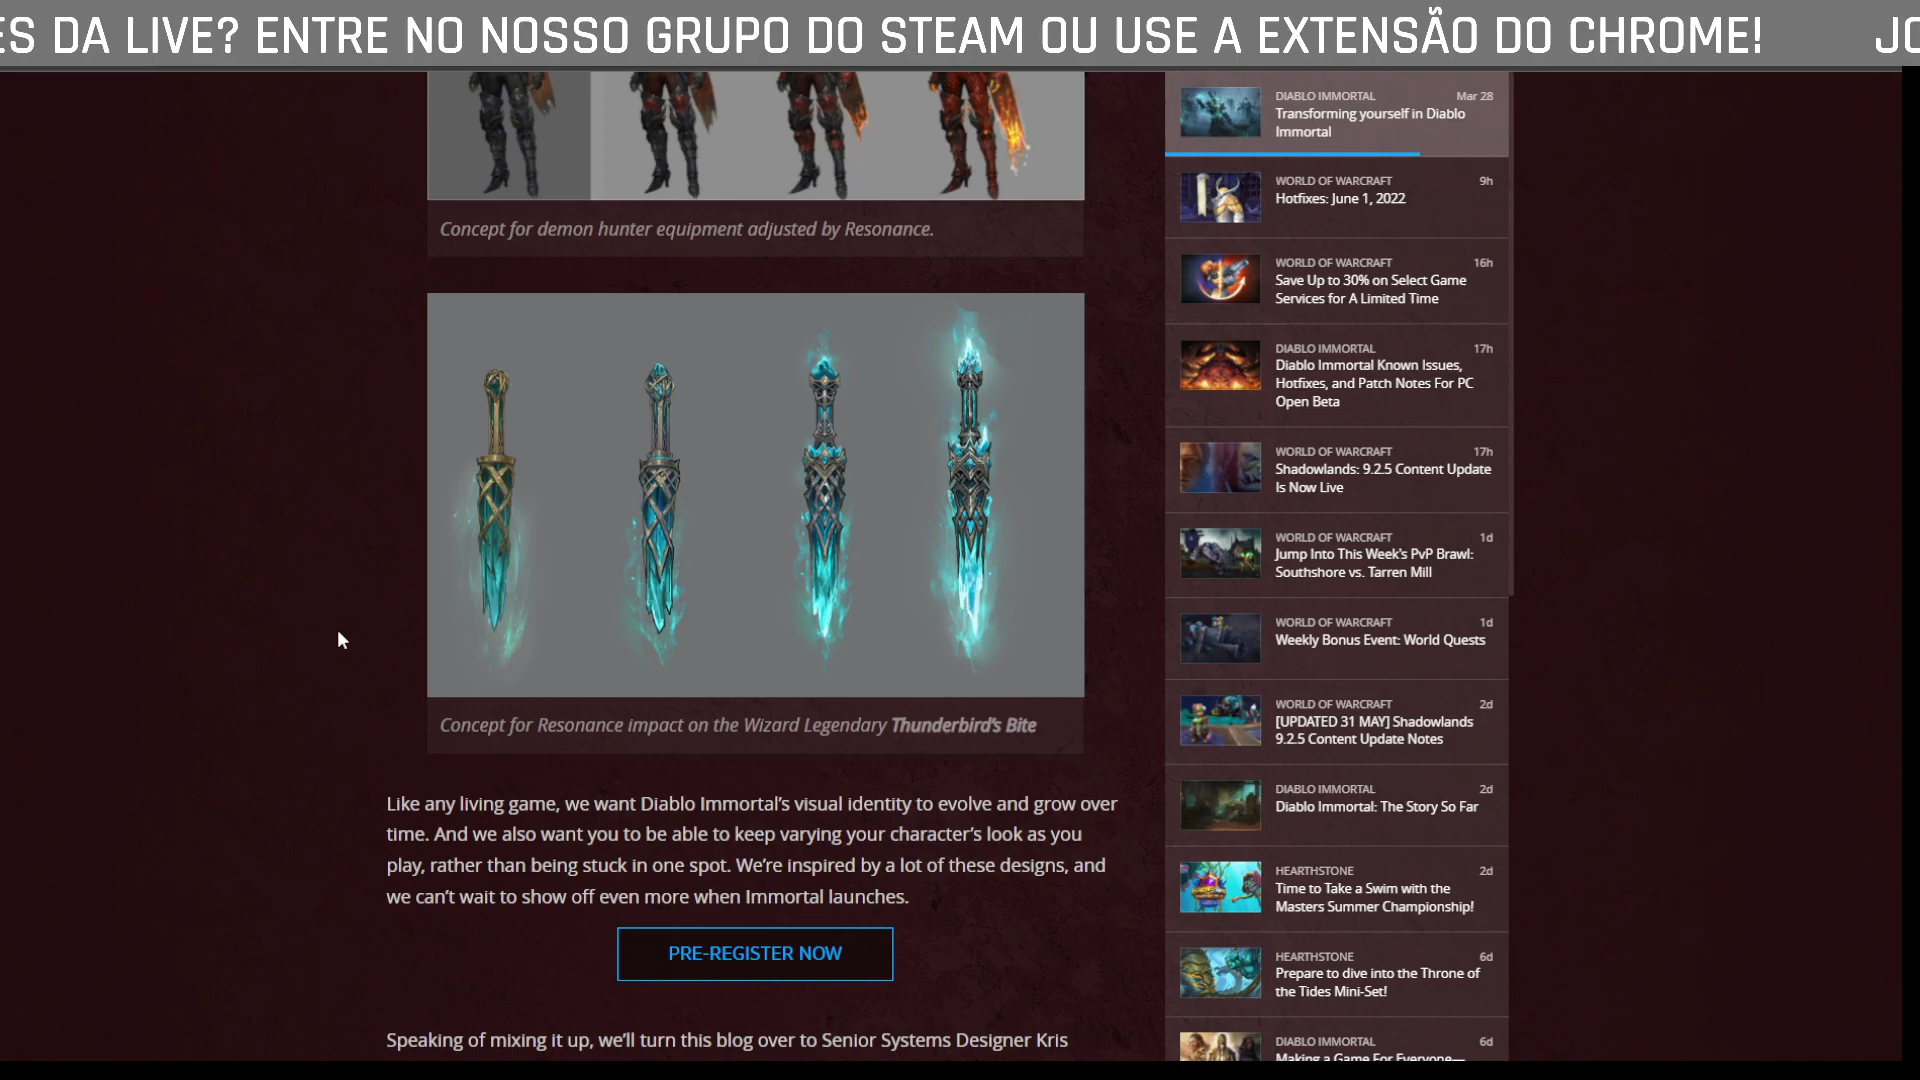 ES DA LIVE? ENTRE NO NOSSO GRUPO DO STEAM OU USE A EXTENSÃO DO CHROME! JO
Concept for demon hunter equipment adjusted by Resonance.
Concept for Resonance impact on the Wizard Legendary Thunderbird's Bite
Like any living game, we want Diablo Immortal's visual identity to evolve and grow over
time. And we also want you to be able to keep varying your character's look as you
play, rather than being stuck in one spot. We're inspired by a lot of these designs, and
we can't wait to show off even more when Immortal launches.
PRE-REGISTER NOW
Speaking of mixing it up, we'll turn this blog over to Senior Systems Designer Kris
DIABLO IMMORTAL Mar 28
Transforming yourself in Diablo
Immortal
WORLD OF WARCRAFT 9h
Hotfixes: June 1, 2022
WORLD OF WARCRAFT 16h
Save Up to 30% on Select Game
Services for A Limited Time
DIABLO IMMORTAL 17h
Diablo Immortal Known Issues,
Hotfixes, and Patch Notes For PC
Open Beta
WORLD OF WARCRAFT 17h
Shadowlands: 9.2.5 Content Update
Is Now Live
WORLD OF WARCRAFT 1d
Jump Into This Week's PvP Brawl:
Southshore vs. Tarren Mill
WORLD OF WARCRAFT 1d
Weekly Bonus Event: World Quests
WORLD OF WARCRAFT 2d
[UPDATED 31 MAY] Shadowlands
9.2.5 Content Update Notes
DIABLO IMMORTAL 2d
Diablo Immortal: The Story So Far
HEARTHSTONE 2d
Time to Take a Swim with the
Masters Summer Championship!
HEARTHSTONE 6d
Prepare to dive into the Throne of
the Tides Mini-Set!
DIABLO IMMORTAL 6d
Making a Game For Everyone—